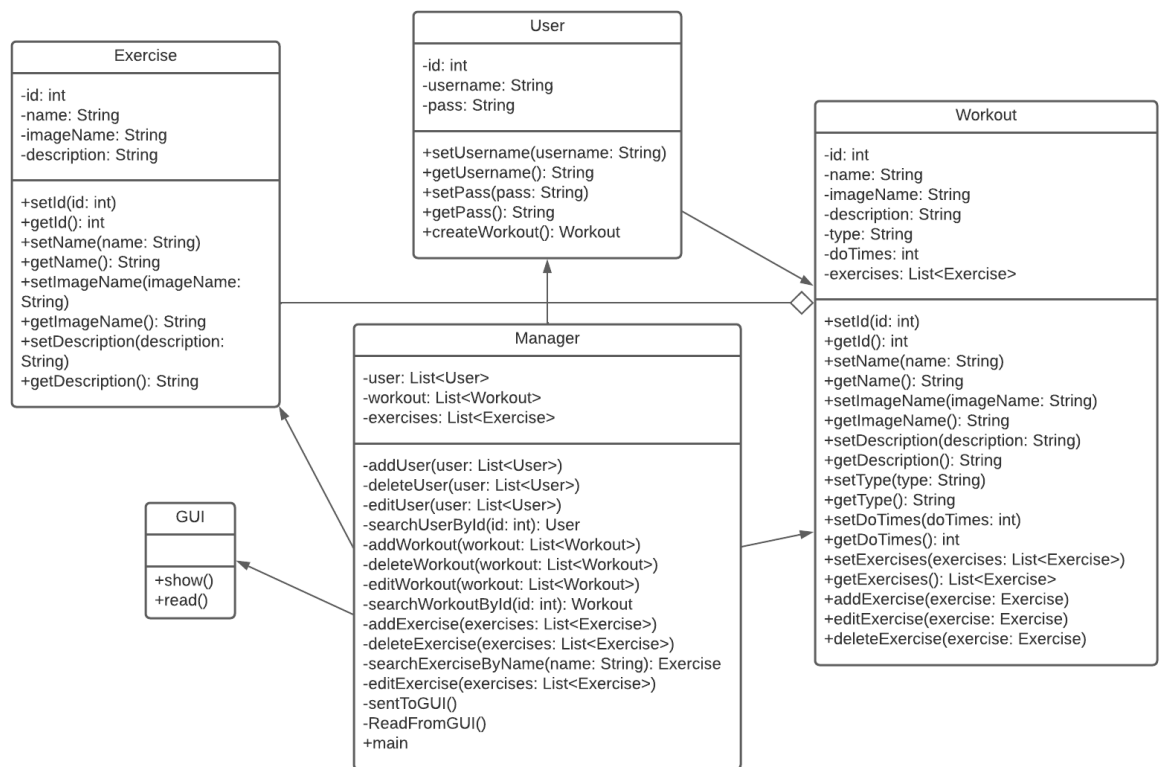 Exercise
-id: int
-name: String
-imageName: String
-description: String
+setId(id: int)
+getId(): int
+setName(name: String)
+getName(): String
+setImageName(imageName:
String)
+getImageName(): String
+setDescription(description:
String)
+getDescription(): String
User
-id: int
-username: String
-pass: String
+setUsername(username: String)
+getUsername(): String
+setPass(pass: String)
+getPass(): String
+createWorkout(): Workout
Workout
-id: int
-name: String
-imageName: String
-description: String
-type: String
-doTimes: int
-exercises: List<Exercise>
+setId(id: int)
+getId(): int
+setName(name: String)
+getName(): String
+setImageName(imageName: String)
+getImageName(): String
+setDescription(description: String)
+getDescription(): String
+setType(type: String)
+getType(): String
+setDoTimes(doTimes: int)
+getDoTimes(): int
+setExercises(exercises: List<Exercise>)
+getExercises(): List<Exercise>
+addExercise(exercise: Exercise)
+editExercise(exercise: Exercise)
+deleteExercise(exercise: Exercise)
Manager
-user: List<User>
-workout: List<Workout>
-exercises: List<Exercise>
-addUser(user: List<User>)
-deleteUser(user: List<User>)
-editUser(user: List<User>)
-searchUserById(id: int): User
-addWorkout(workout: List<Workout>)
-deleteWorkout(workout: List<Workout>)
-editWorkout(workout: List<Workout>)
-searchWorkoutById(id: int): Workout
-addExercise(exercises: List<Exercise>)
-deleteExercise(exercises: List<Exercise>)
-searchExerciseByName(name: String): Exercise
-editExercise(exercises: List<Exercise>)
-sentToGUI()
-ReadFromGUI()
+main
GUI
+show()
+read()